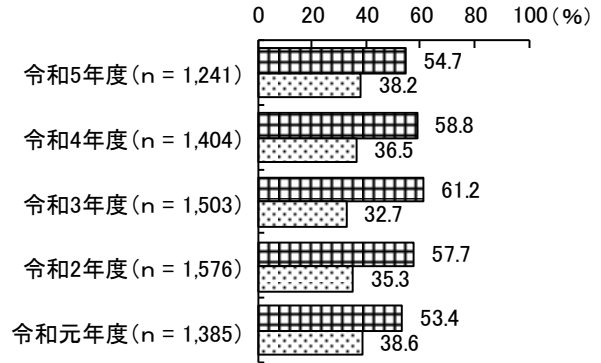 0 20 40 60 80 100(%)
令和5年度(n = 1,241) 54.7
38.2
令和4年度(n = 1,404) 58.8
36.5
令和3年度(n = 1,503) 61.2
32.7
令和2年度(n = 1,576) 57.7
35.3
令和元年度(n = 1,385) 53.4
38.6